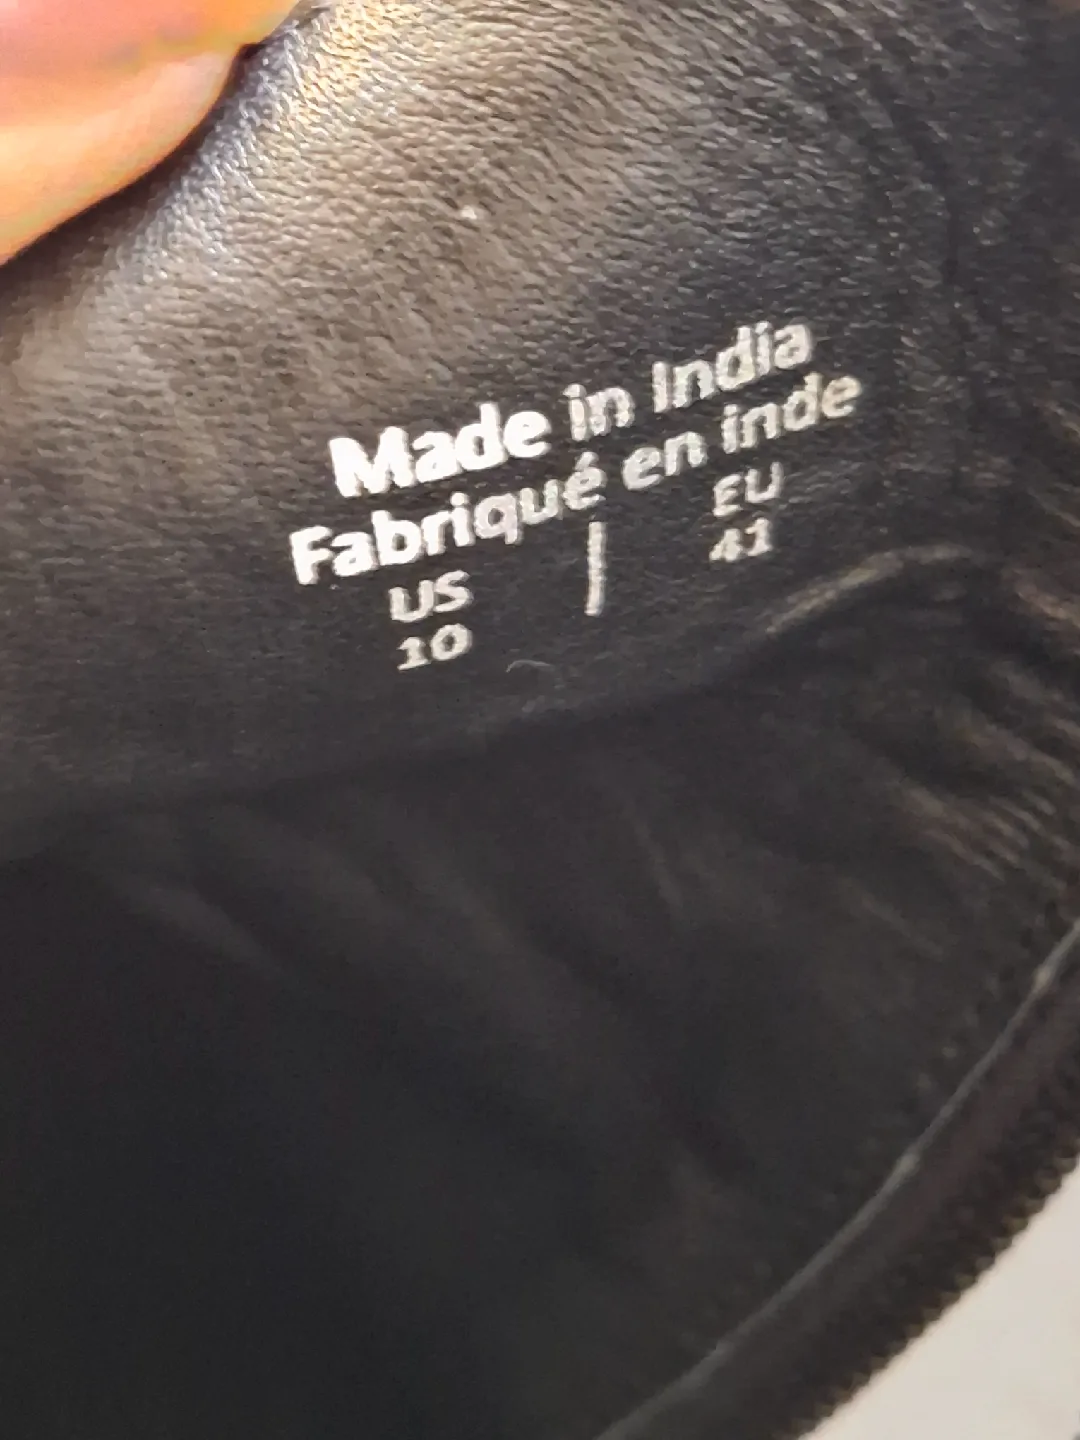 Made in India
Fabriqué en inde
US | EU
10 41